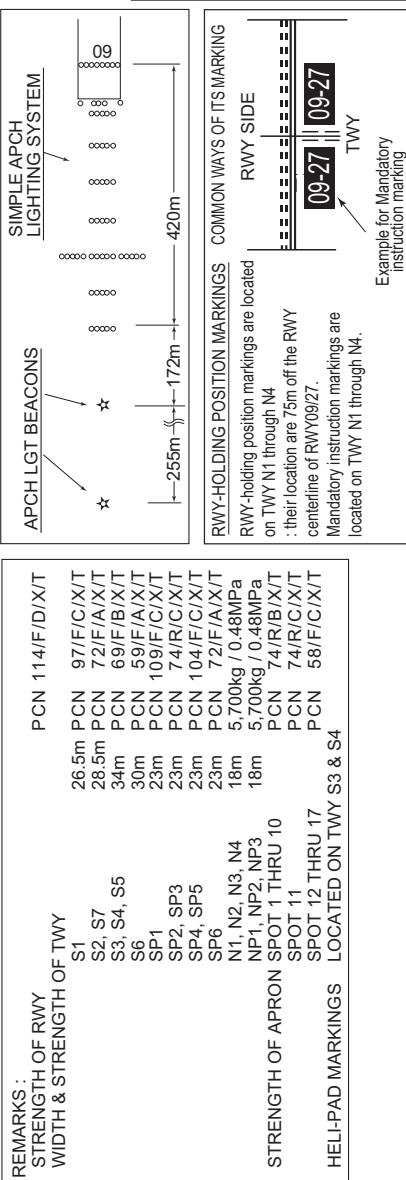 REMARKS :
STRENGTH OF RWY PCN 114/F/D/X/T
WIDTH & STRENGTH OF TWY
S1 26.5m PCN 97/F/C/X/T
S2, S7 28.5m PCN 72/F/A/X/T
S3, S4, S5 34m PCN 69/F/B/X/T
S6 30m PCN 59/F/A/X/T
SP1 23m PCN 109/F/C/X/T
SP2, SP3 23m PCN 74/R/C/X/T
SP4, SP5 23m PCN 104/F/C/X/T
SP6 23m PCN 72/F/A/X/T
N1, N2, N3, N4 18m 5,700kg / 0.48MPa
NP1, NP2, NP3 18m 5,700kg / 0.48MPa
STRENGTH OF APRON SPOT 1 THRU 10 PCN 74/R/B/X/T
SPOT 11 PCN 74/R/C/X/T
SPOT 12 THRU 17 PCN 58/F/C/X/T
HELI-PAD MARKINGS LOCATED ON TWY S3 & S4
APCH LGT BEACONS
SIMPLE APCH
LIGHTING SYSTEM
09
255m
172m
420m
RWY-HOLDING POSITION MARKINGS
RWY-holding position markings are located
on TWY N1 through N4
: their location are 75m off the RWY
centerline of RWY09/27.
Mandatory instruction markings are
located on TWY N1 through N4.
COMMON WAYS OF ITS MARKING
RWY SIDE
09-27 09-27
TWY
Example for Mandatory
instruction marking